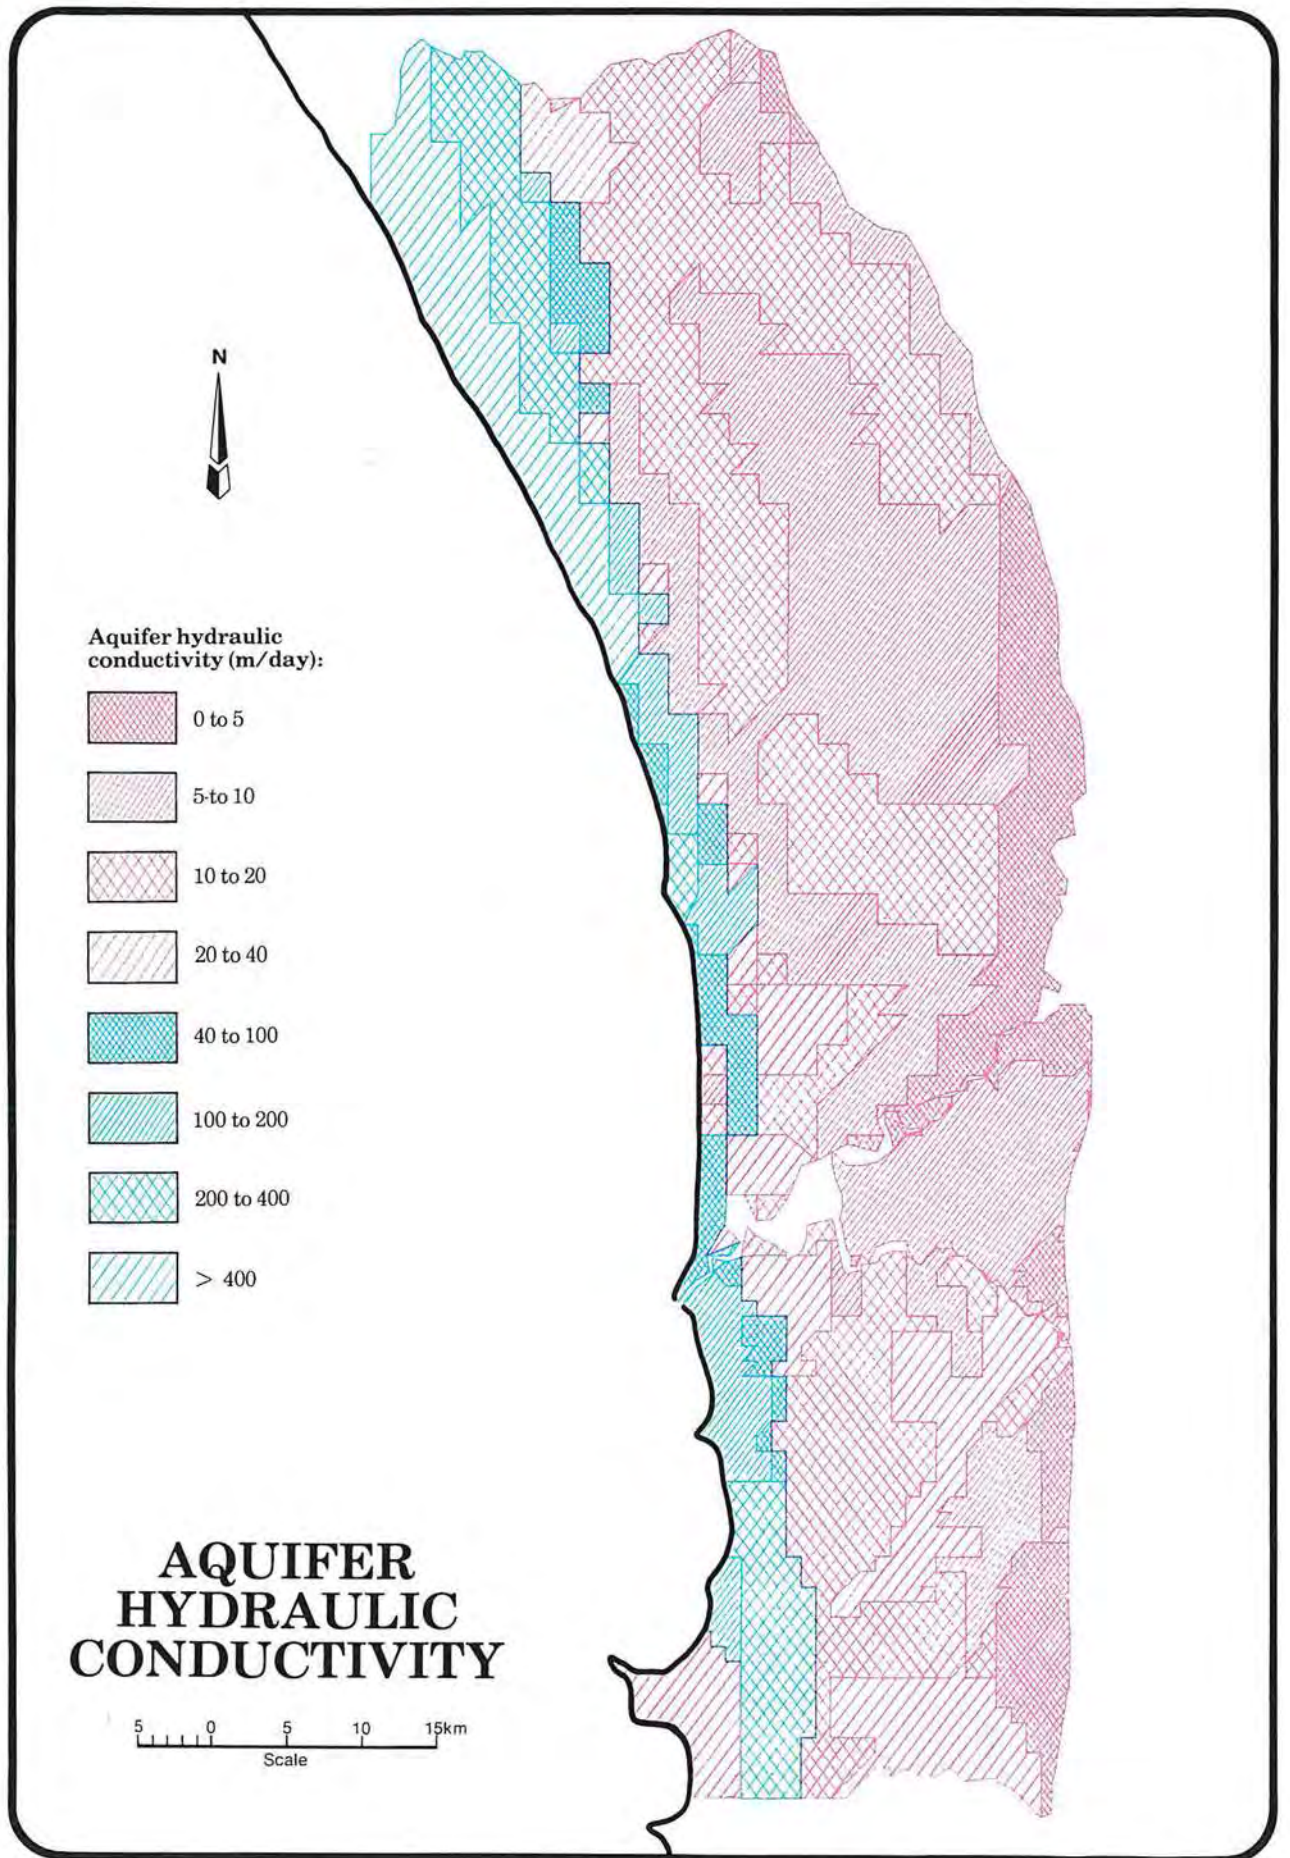 N
Aquifer hydraulic
conductivity (m/day):
0 to 5
5-to 10
10 to 20
20 to 40
40 to 100
100 to 200
200 to 400
> 400
AQUIFER
HYDRAULIC
CONDUCTIVITY
5 0 5 10 15km
Scale